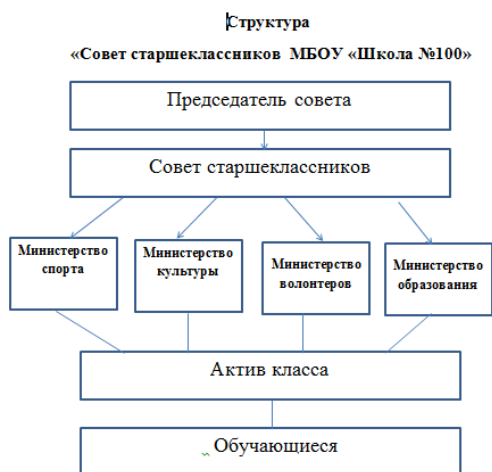 Структура
«Совет старшеклассников МБОУ «Школа №100»
Председатель совета
Совет старшеклассников
Министерство
спорта
Министерство
культуры
Министерство
волонтеров
Министерство
образования
Актив класса
Обучающиеся